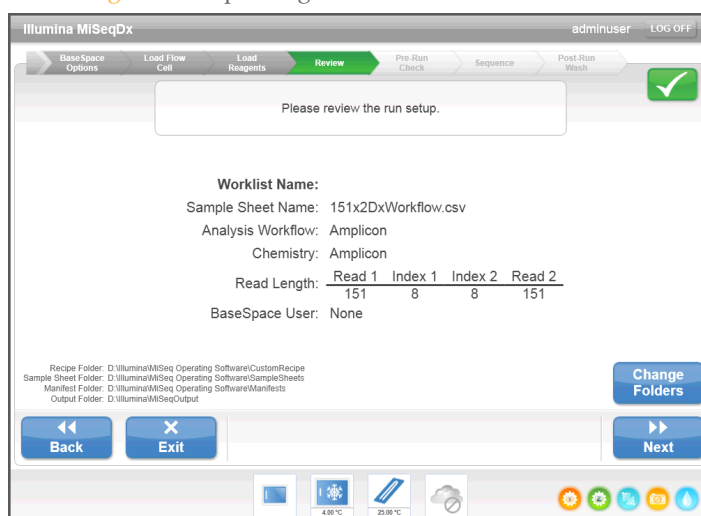 Illumina MiSeqDx adminuser LOG OFF
BaseSpace Options Load Flow Cell Load Reagents Review Pre-Run Check Sequence Post-Run Wash
Please review the run setup.
Worklist Name:
Sample Sheet Name: 151x2DxWorkflow.csv
Analysis Workflow: Amplicon
Chemistry: Amplicon
Read Length: Read 1 Index 1 Index 2 Read 2
151 8 8 151
BaseSpace User: None
Recipe Folder: D:\Illumina\MiSeq Operating Software\CustomRecipe
Sample Sheet Folder: D:\Illumina\MiSeq Operating Software\SampleSheets
Manifest Folder: D:\Illumina\MiSeq Operating Software\Manifests
Output Folder: D:\Illumina\MiSeqOutput
Change Folders
Back Exit Next
4.00 °C 25.00 °C